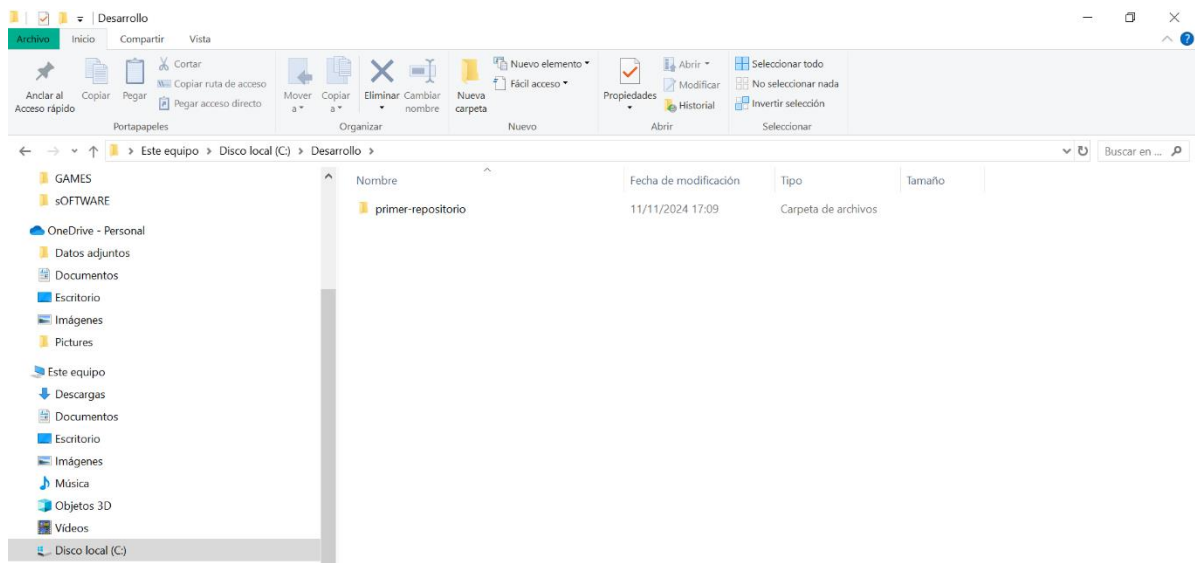 Desarrollo
Archivo Inicio Compartir Vista
Anclar al Acceso rápido
Copiar
Pegar
Cortar
Copiar ruta de acceso
Pegar acceso directo
Portapapeles
Mover a
Copiar a
Eliminar
Cambiar nombre
Organizar
Nueva carpeta
Nuevo elemento
Fácil acceso
Nuevo
Propiedades
Abrir
Modificar
Historial
Abrir
Seleccionar todo
No seleccionar nada
Invertir selección
Seleccionar
Este equipo > Disco local (C:) > Desarrollo >
Buscar en ...
GAMES
sOFTWARE
OneDrive - Personal
Datos adjuntos
Documentos
Escritorio
Imágenes
Pictures
Este equipo
Descargas
Documentos
Escritorio
Imágenes
Música
Objetos 3D
Vídeos
Disco local (C:)
Nombre Fecha de modificación Tipo Tamaño
primer-repositorio 11/11/2024 17:09 Carpeta de archivos